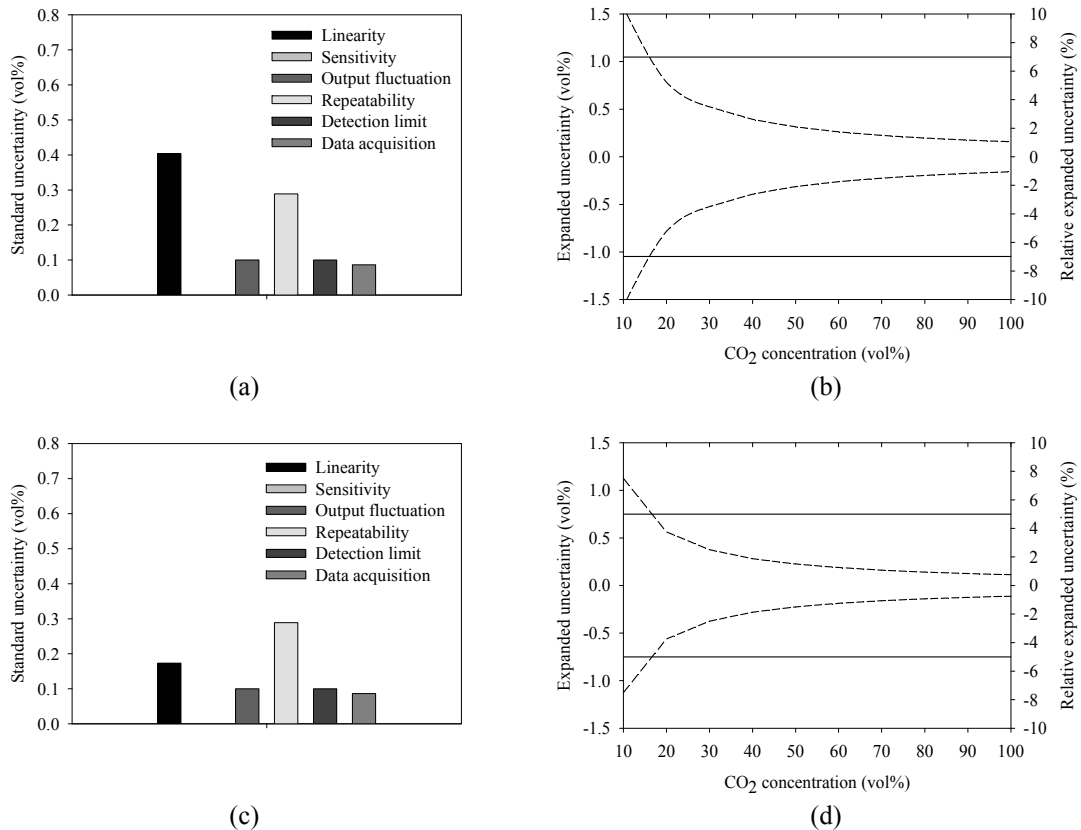 0.8
0.7
0.6
0.5
0.4
0.3
0.2
0.1
0.0
Standard uncertainty (vol%)
Linearity
Sensitivity
Output fluctuation
Repeatability
Detection limit
Data acquisition
(a)
1.5
1.0
0.5
0.0
-0.5
-1.0
-1.5
Expanded uncertainty (vol%)
10
8
6
4
2
0
-2
-4
-6
-8
-10
Relative expanded uncertainty (%)
10 20 30 40 50 60 70 80 90 100
CO2 concentration (vol%)
(b)
0.8
0.7
0.6
0.5
0.4
0.3
0.2
0.1
0.0
Standard uncertainty (vol%)
Linearity
Sensitivity
Output fluctuation
Repeatability
Detection limit
Data acquisition
(c)
1.5
1.0
0.5
0.0
-0.5
-1.0
-1.5
Expanded uncertainty (vol%)
10
8
6
4
2
0
-2
-4
-6
-8
-10
Relative expanded uncertainty (%)
10 20 30 40 50 60 70 80 90 100
CO2 concentration (vol%)
(d)